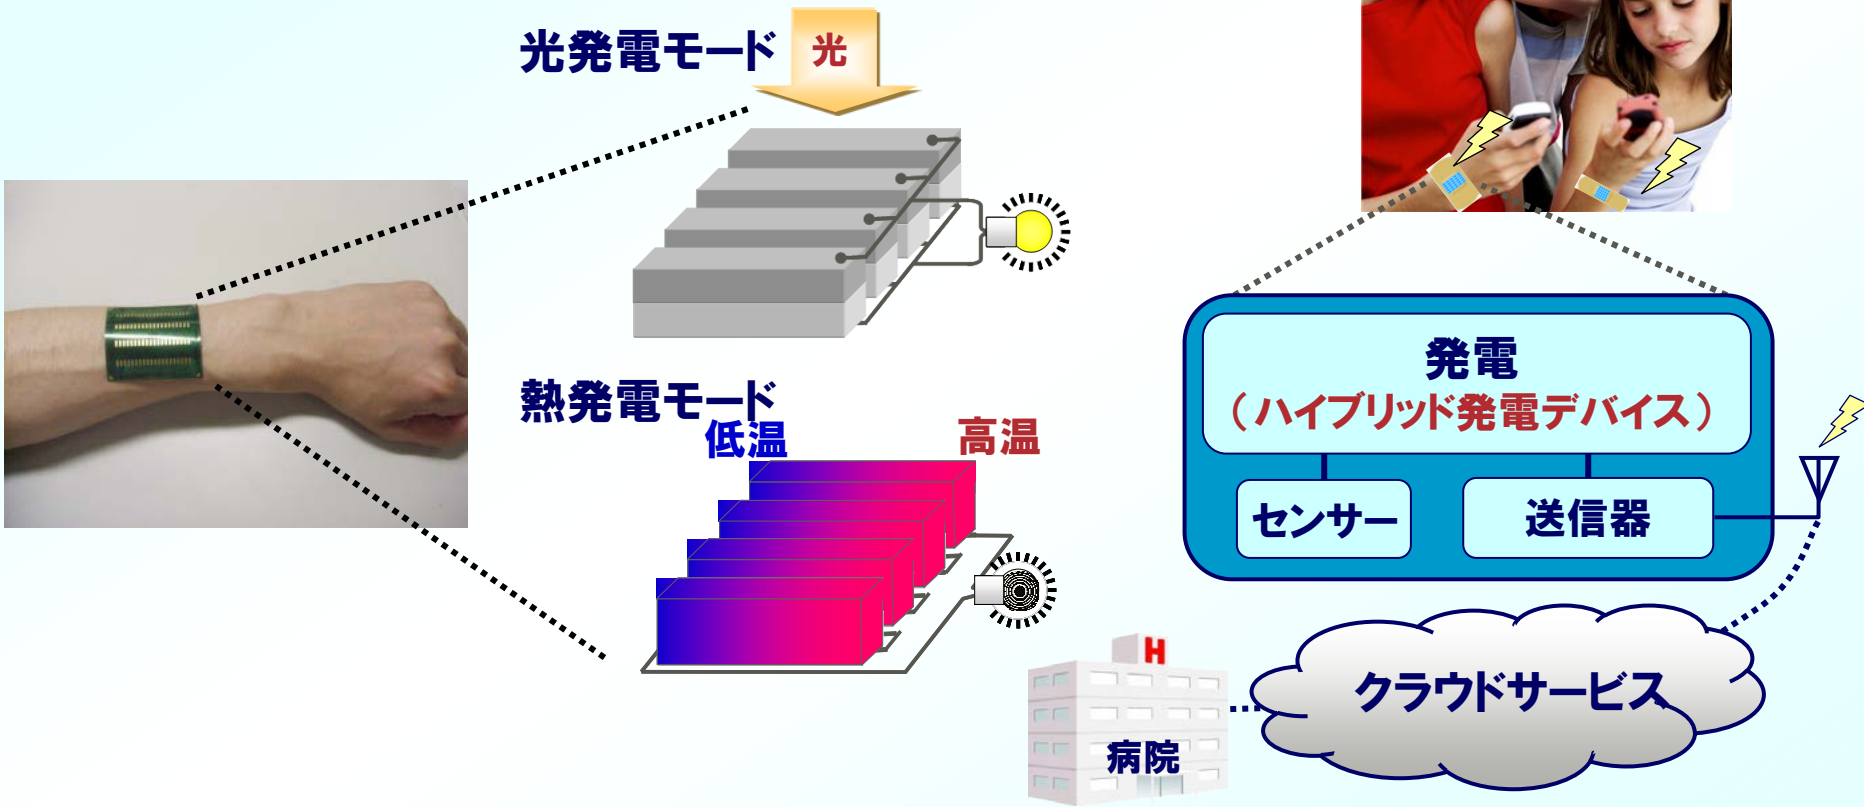 光発電モード
光
熱発電モード
低温
高温
発電
（ハイブリッド発電デバイス）
センサー
送信器
クラウドサービス
H
病院